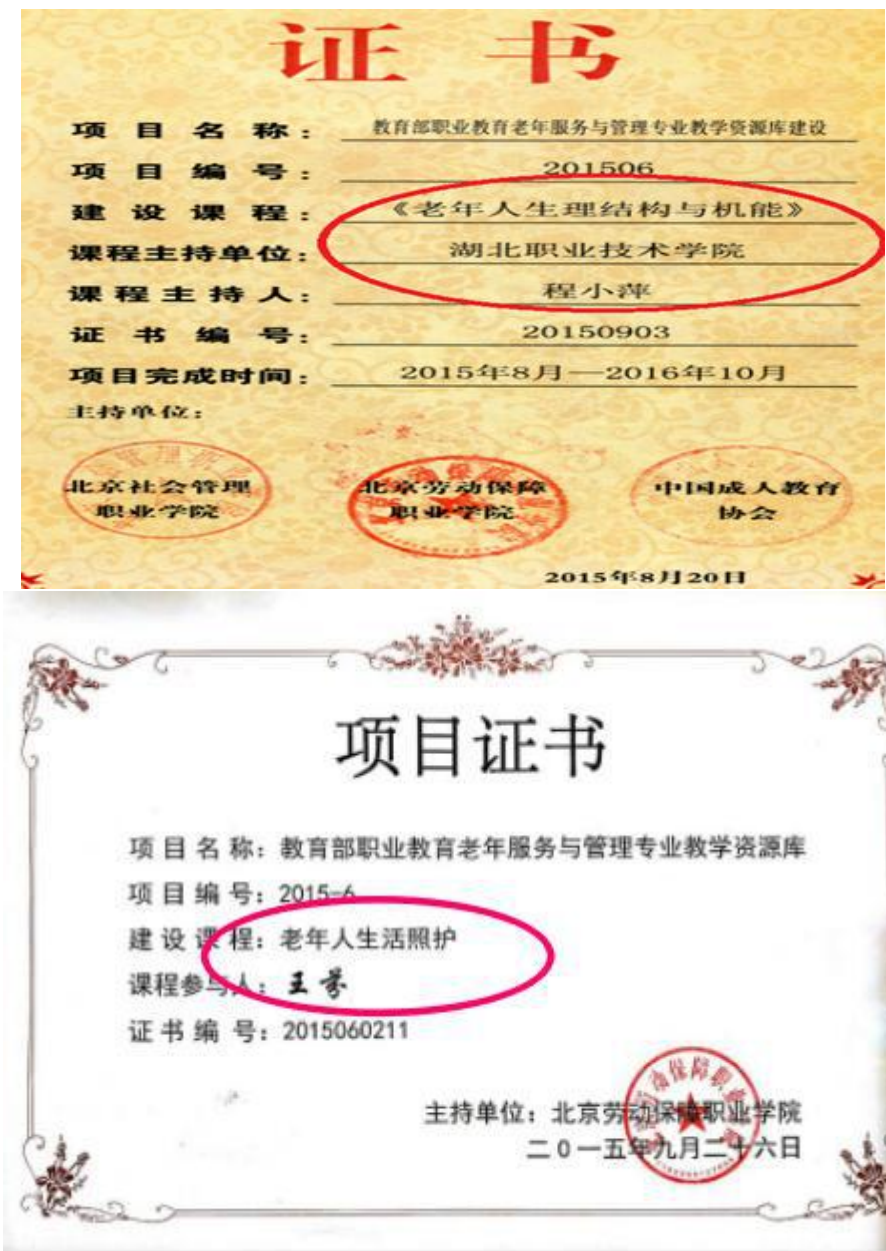 证 书
项 目 名 称： 教育部职业教育老年服务与管理专业教学资源库建设
项 目 编 号： 201506
建 设 课 程： 《老年人生理结构与机能》
课程主持单位： 湖北职业技术学院
课 程 主 持 人： 程小萍
证 书 编 号： 20150903
项目完成时间： 2015年8月—2016年10月
主持单位：
北京社会管理 北京劳动保障 中国成人教育
职业学院 职业学院 协会
2015年8月20日
项目证书
项 目 名 称：教育部职业教育老年服务与管理专业教学资源库
项 目 编 号：2015-6
建 设 课 程：老年人生活照护
课程参与人：王芬
证 书 编 号：2015060211
主持单位：北京劳动保障职业学院
二0一五年九月二十六日